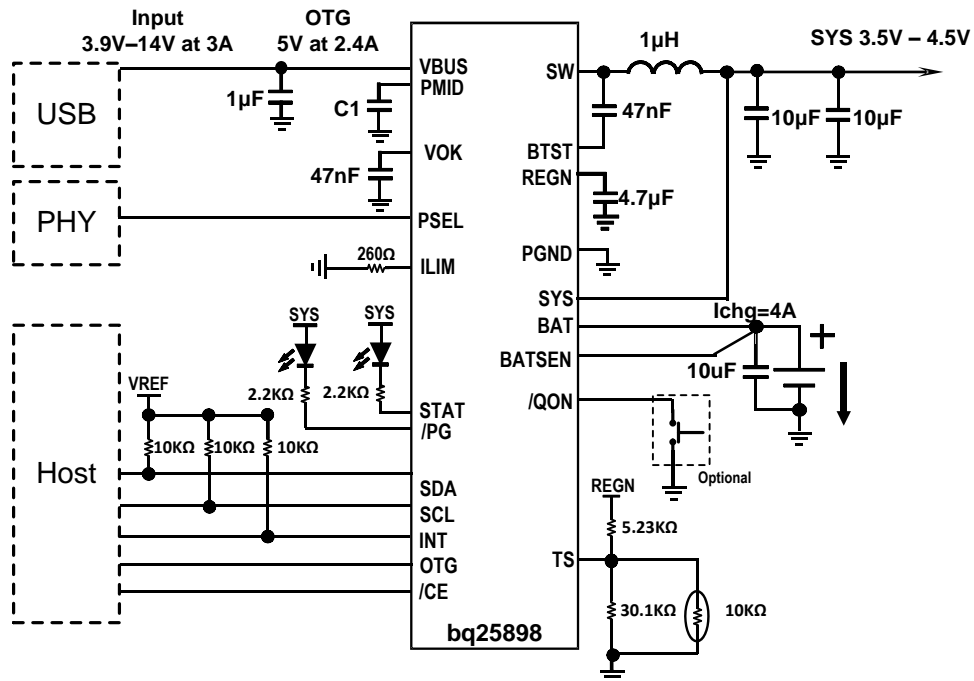 Input
3.9V–14V at 3A
OTG
5V at 2.4A
USB
PHY
Host
1µF
C1
47nF
260Ω
SYS
SYS
2.2KΩ
2.2KΩ
VREF
10KΩ
10KΩ
10KΩ
VBUS
PMID
VOK
PSEL
ILIM
STAT
/PG
SDA
SCL
INT
OTG
/CE
bq25898
SW
BTST
REGN
PGND
SYS
BAT
BATSEN
/QON
TS
1µH
SYS 3.5V – 4.5V
47nF
10µF
10µF
4.7µF
Ichg=4A
10uF
+
Optional
REGN
5.23KΩ
30.1KΩ
10KΩ